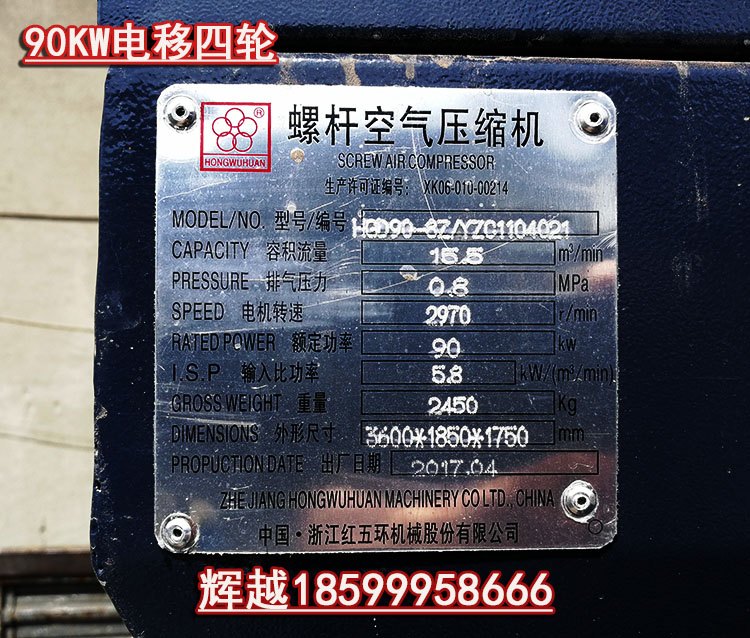 90KW电移四轮
®
HONGWUHUAN
螺杆空气压缩机
SCREW AIR COMPRESSOR
生产许可证编号: XK06-010-00214
MODEL/NO. 型号/编号 HQD90-8Z/YZG1104021
CAPACITY 容积流量 15.5 m³/min
PRESSURE 排气压力 0.8 MPa
SPEED 电机转速 2970 r/min
RATED POWER 额定功率 90 kw
I.S.P 输入比功率 5.8 kW/(m³/min)
GROSS WEIGHT 重量 2450 Kg
DIMENSIONS 外形尺寸 3600*1850*1750 mm
PROPUCTION DATE 出厂日期 2017.04
ZHE JIANG HONGWUHUAN MACHINERY CO LTD., CHINA
中国·浙江红五环机械股份有限公司
辉越18599958666